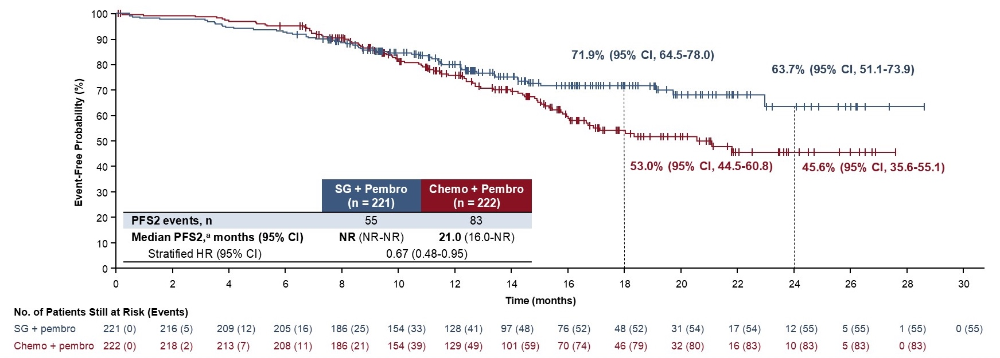 100
90
80
70
60
50
40
30
20
10
0
Event-Free Probability (%)
71.9% (95% CI, 64.5-78.0)
63.7% (95% CI, 51.1-73.9)
53.0% (95% CI, 44.5-60.8)
45.6% (95% CI, 35.6-55.1)
SG + Pembro (n = 221) Chemo + Pembro (n = 222)
PFS2 events, n 55 83
Median PFS2,ᵃ months (95% CI) NR (NR-NR) 21.0 (16.0-NR)
Stratified HR (95% CI) 0.67 (0.48-0.95)
0 2 4 6 8 10 12 14 16 18 20 22 24 26 28 30
Time (months)
No. of Patients Still at Risk (Events)
SG + pembro 221 (0) 216 (5) 209 (12) 205 (16) 186 (25) 154 (33) 128 (41) 97 (48) 76 (52) 48 (52) 31 (54) 17 (54) 12 (55) 5 (55) 1 (55) 0 (55)
Chemo + pembro 222 (0) 218 (2) 213 (7) 208 (11) 186 (21) 154 (39) 129 (49) 101 (59) 70 (74) 46 (79) 32 (80) 16 (83) 10 (83) 5 (83) 0 (83)